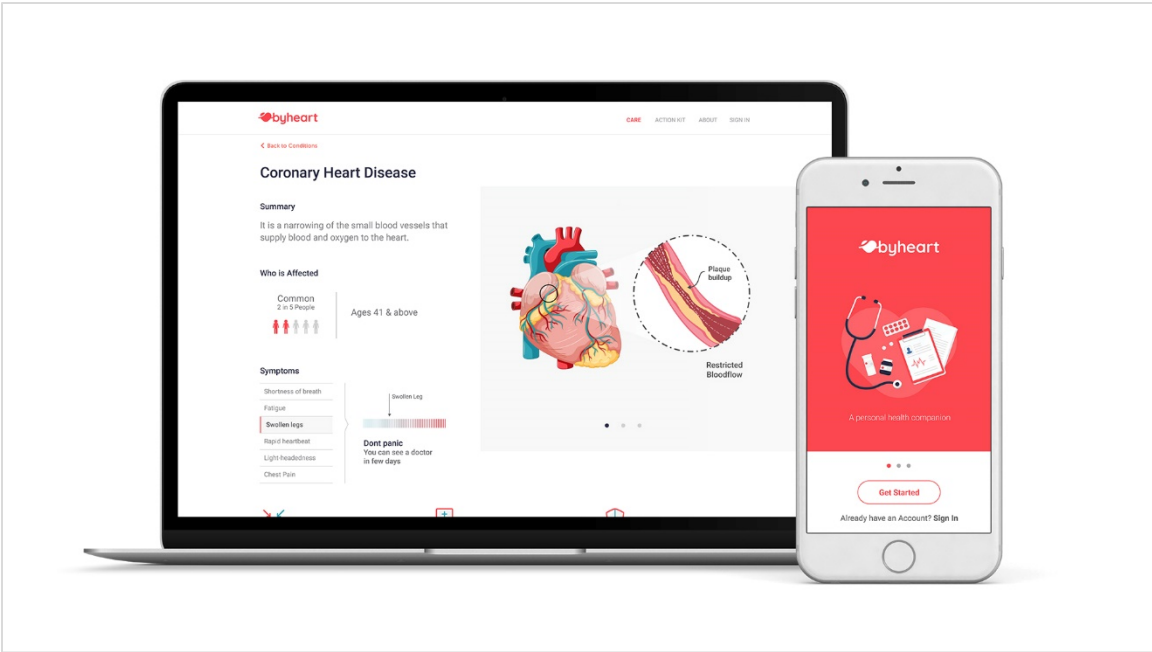 byheart
CARE ACTION KIT ABOUT SIGN IN
Back to Conditions
Coronary Heart Disease
Summary
It is a narrowing of the small blood vessels that
supply blood and oxygen to the heart.
Who is Affected
Common
2 in 5 People
Ages 41 & above
Symptoms
Shortness of breath
Fatigue
Swollen legs
Rapid heartbeat
Light-headedness
Chest Pain
Swollen Leg
Dont panic
You can see a doctor
in few days
Plaque
buildup
Restricted
Bloodflow
byheart
A personal health companion
Get Started
Already have an Account? Sign In